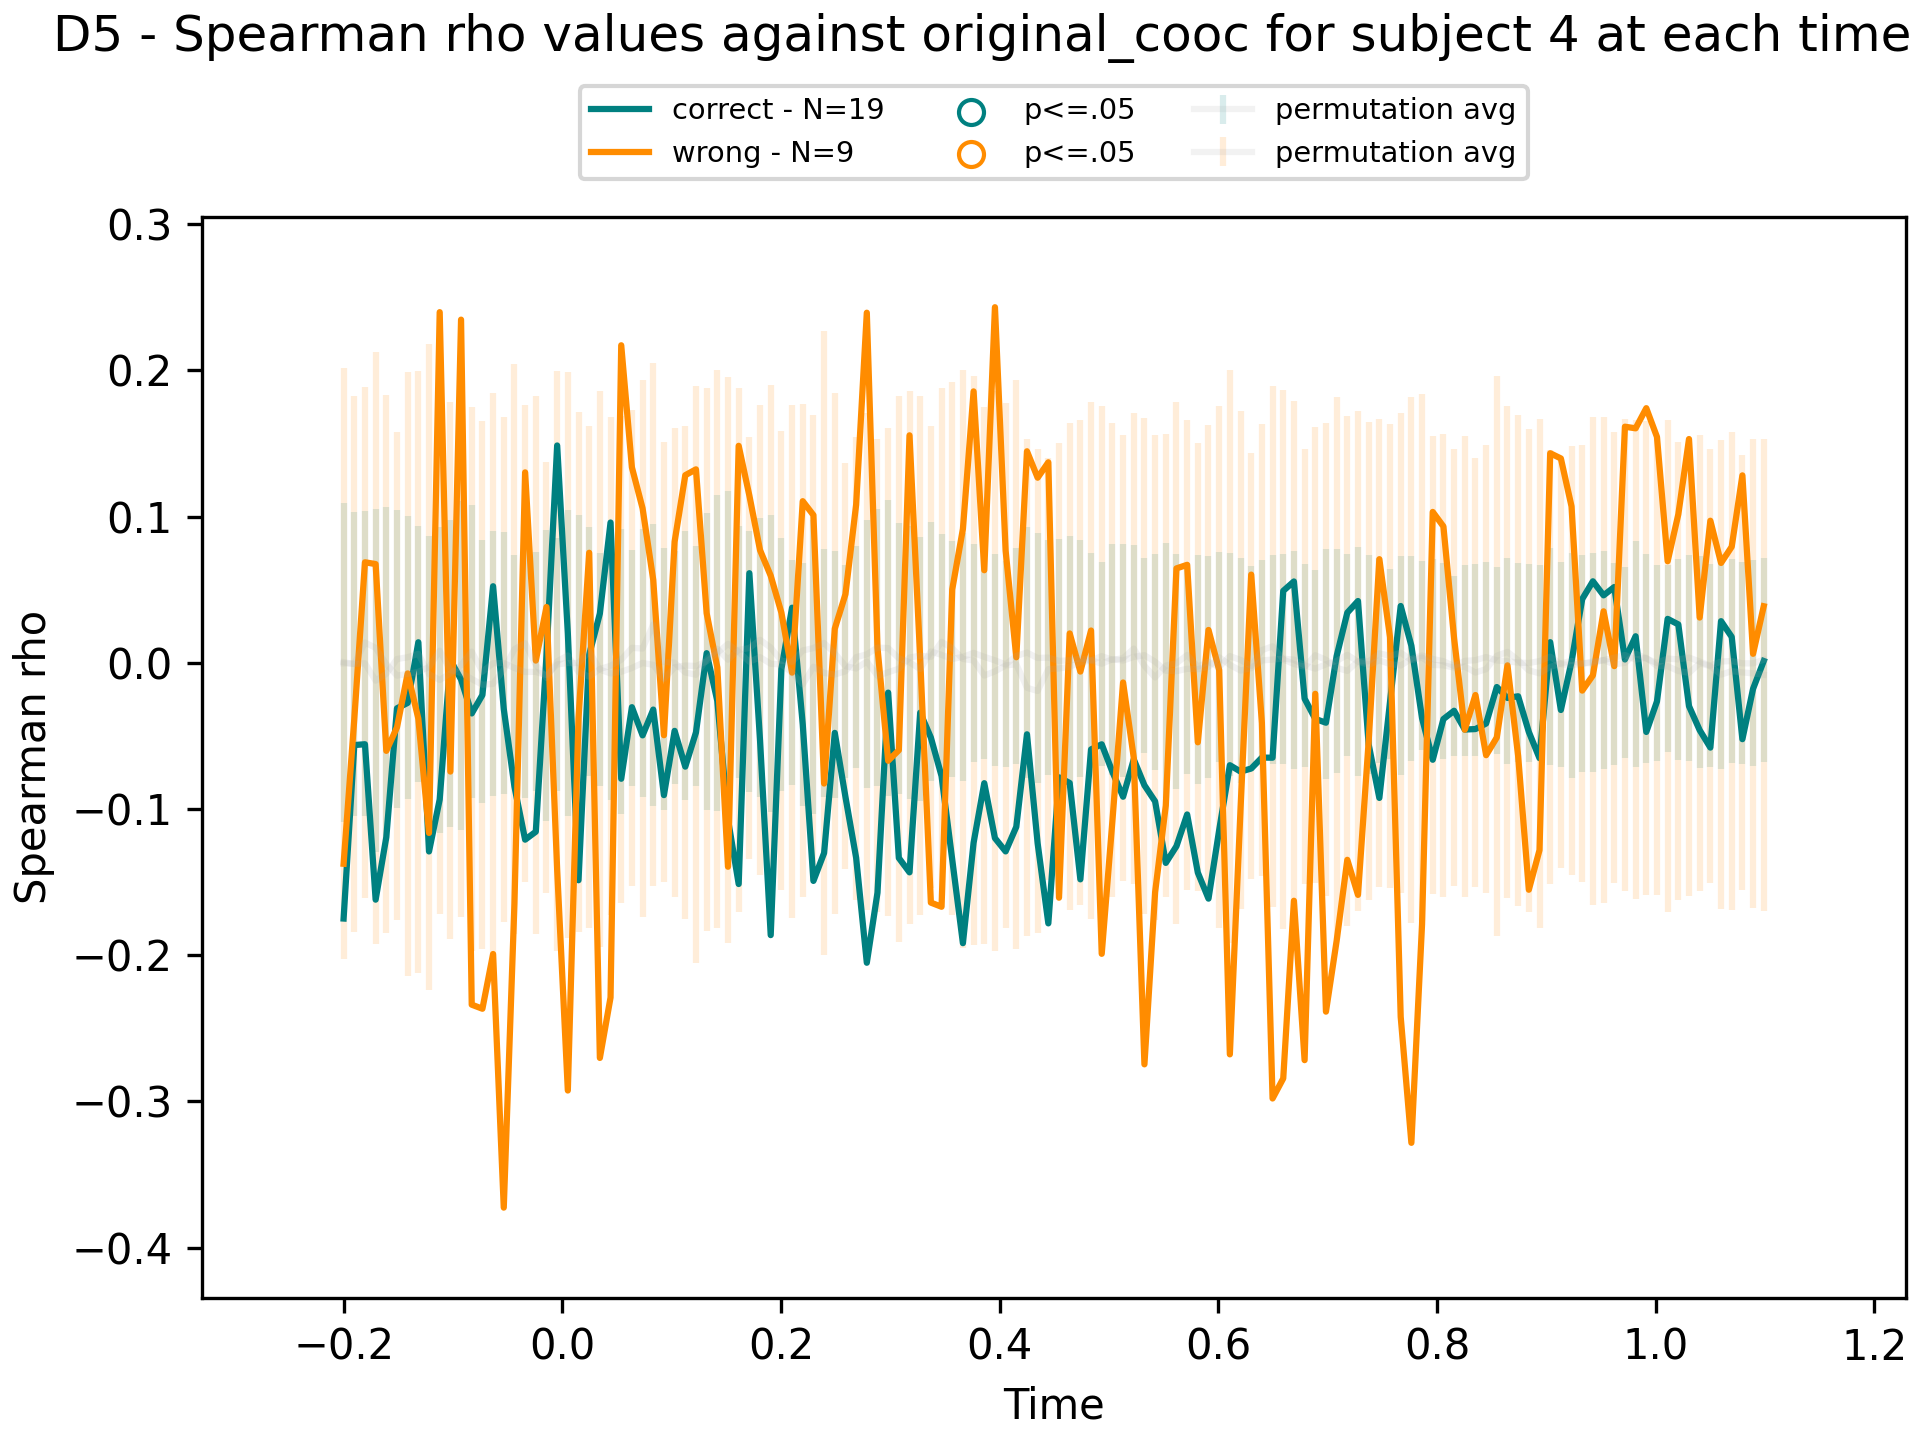 D5 - Spearman rho values against original_cooc for subject 4 at each time
correct - N=19 p<=.05 permutation avg
wrong - N=9 p<=.05 permutation avg
0.3
0.2
0.1
0.0
−0.1
−0.2
−0.3
−0.4
Spearman rho
−0.2 0.0 0.2 0.4 0.6 0.8 1.0 1.2
Time